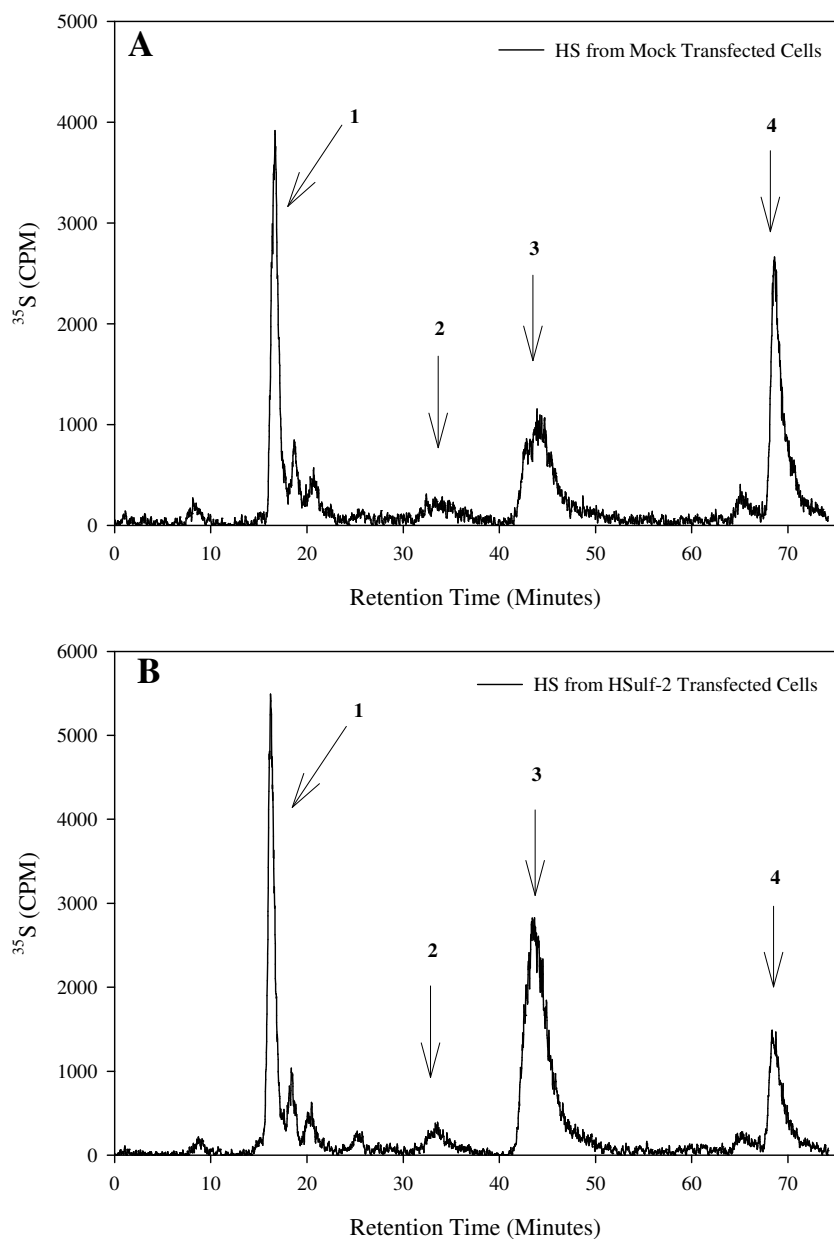 A
HS from Mock Transfected Cells
5000
4000
3000
2000
1000
0
³⁵S (CPM)
1
2
3
4
0 10 20 30 40 50 60 70
Retention Time (Minutes)
B
HS from HSulf-2 Transfected Cells
6000
5000
4000
3000
2000
1000
0
³⁵S (CPM)
1
2
3
4
0 10 20 30 40 50 60 70
Retention Time (Minutes)